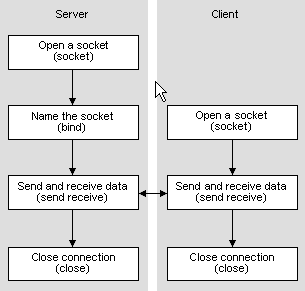 Server
Client
Open a socket
(socket)
Name the socket
(bind)
Open a socket
(socket)
Send and receive data
(send receive)
Send and receive data
(send receive)
Close connection
(close)
Close connection
(close)